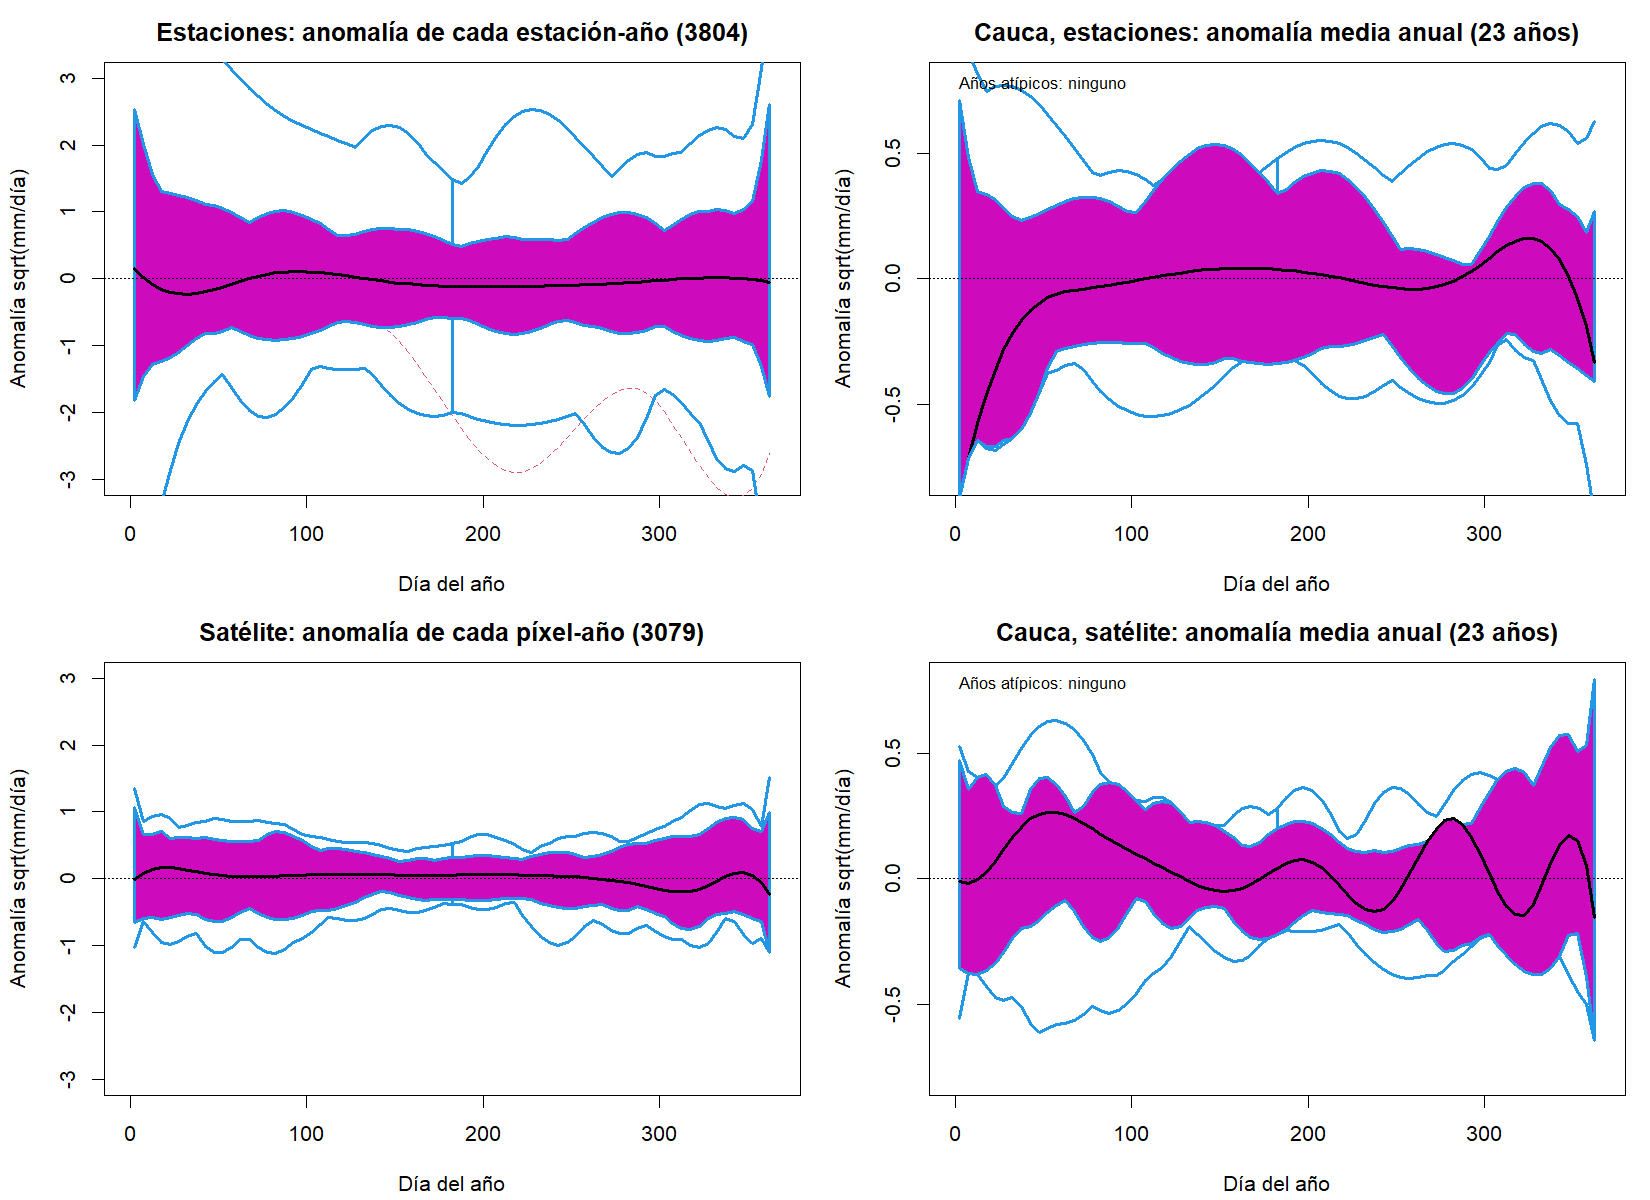 Estaciones: anomalía de cada estación-año (3804)
Anomalía sqrt(mm/día)
3
2
1
0
-1
-2
-3
0 100 200 300
Día del año
Cauca, estaciones: anomalía media anual (23 años)
Años atípicos: ninguno
Anomalía sqrt(mm/día)
0.5
0.0
-0.5
0 100 200 300
Día del año
Satélite: anomalía de cada píxel-año (3079)
Anomalía sqrt(mm/día)
3
2
1
0
-1
-2
-3
0 100 200 300
Día del año
Cauca, satélite: anomalía media anual (23 años)
Años atípicos: ninguno
Anomalía sqrt(mm/día)
0.5
0.0
-0.5
0 100 200 300
Día del año